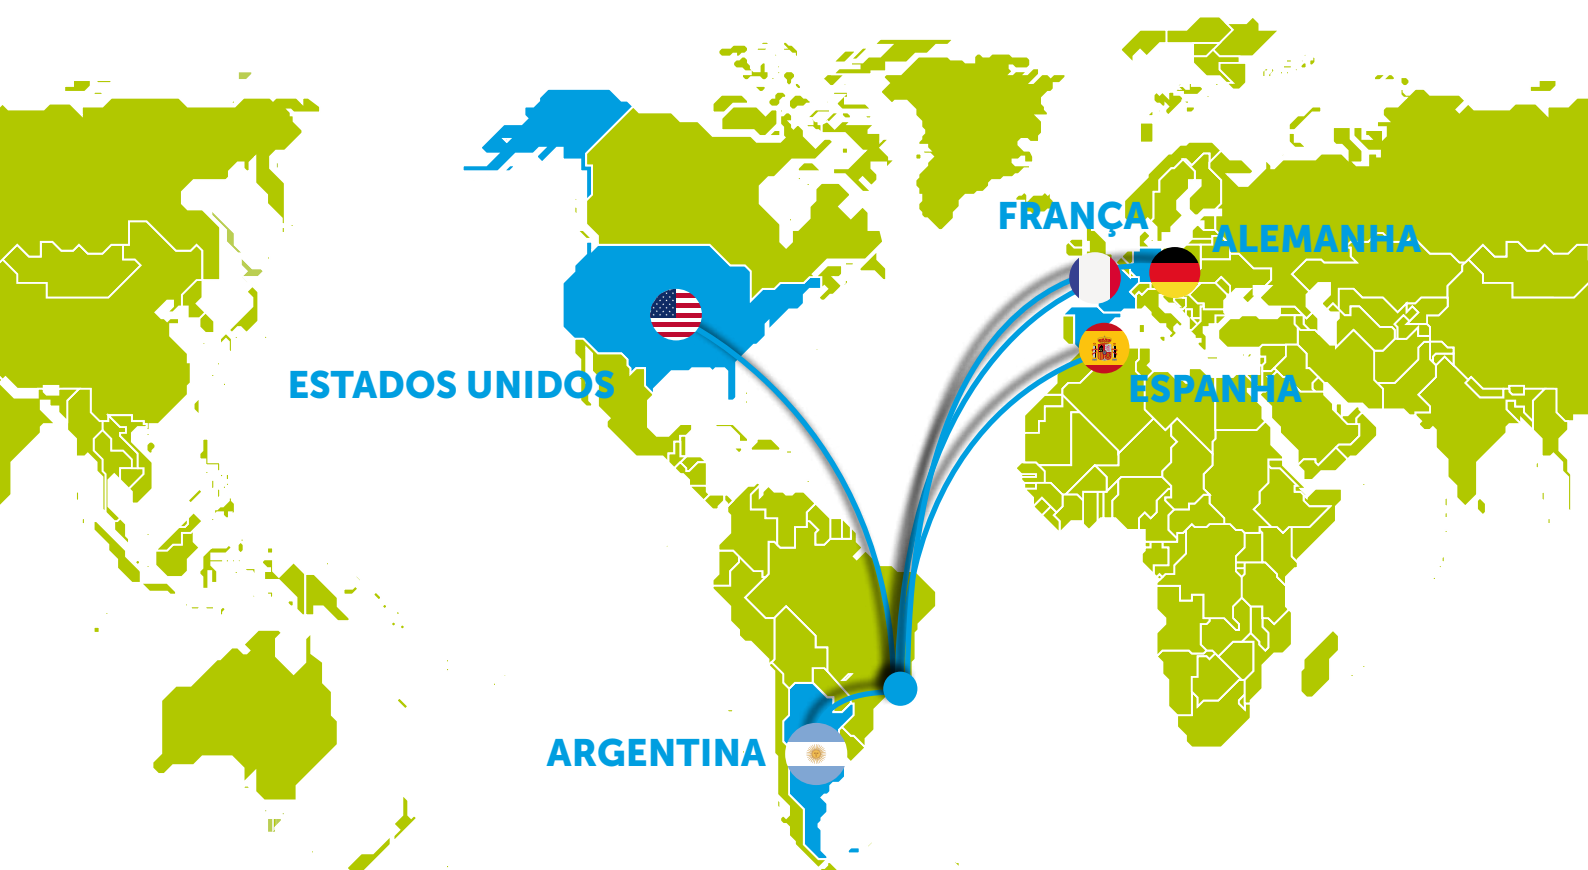 FRANÇA
ALEMANHA
ESTADOS UNIDOS
ESPANHA
ARGENTINA